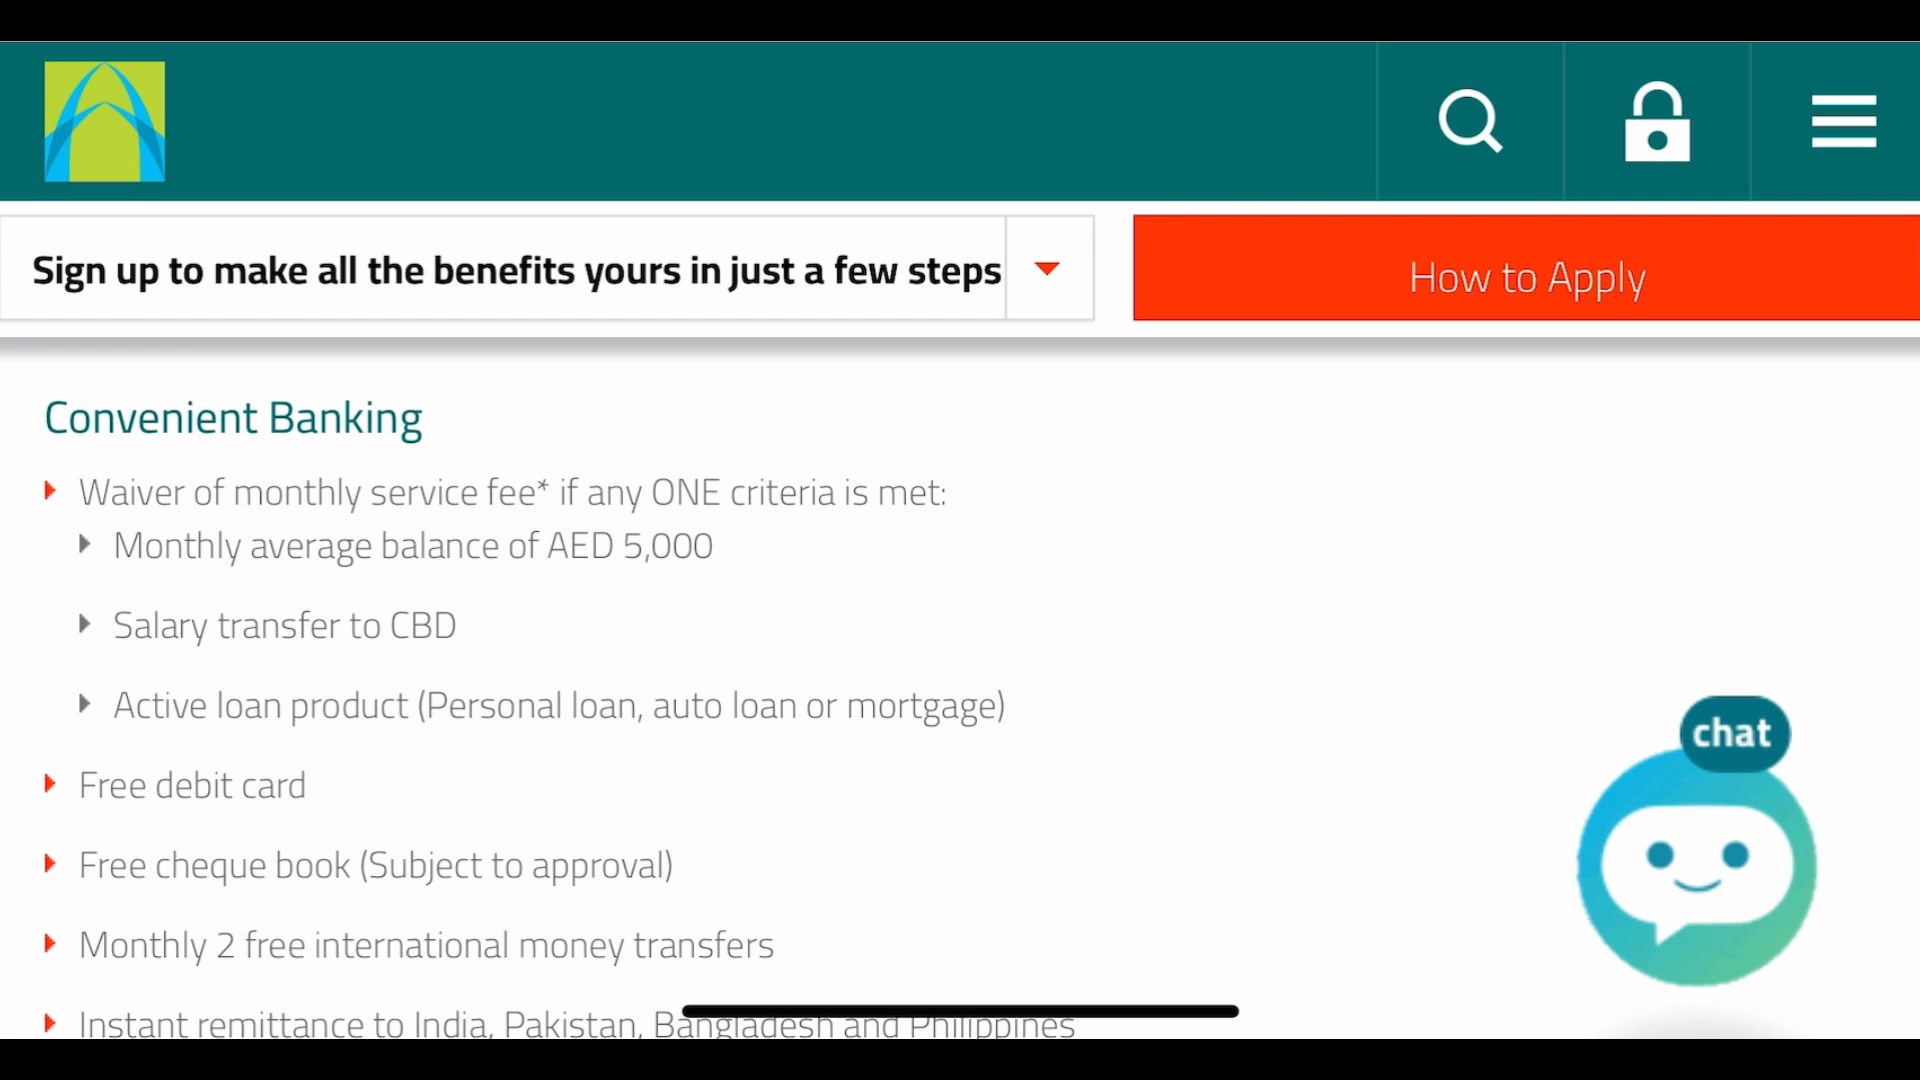 Sign up to make all the benefits yours in just a few steps
How to Apply
Convenient Banking
Waiver of monthly service fee* if any ONE criteria is met:
Monthly average balance of AED 5,000
Salary transfer to CBD
Active loan product (Personal loan, auto loan or mortgage)
chat
Free debit card
Free cheque book (Subject to approval)
Monthly 2 free international money transfers
Instant remittance to India, Pakistan, Bangladesh and Philippines